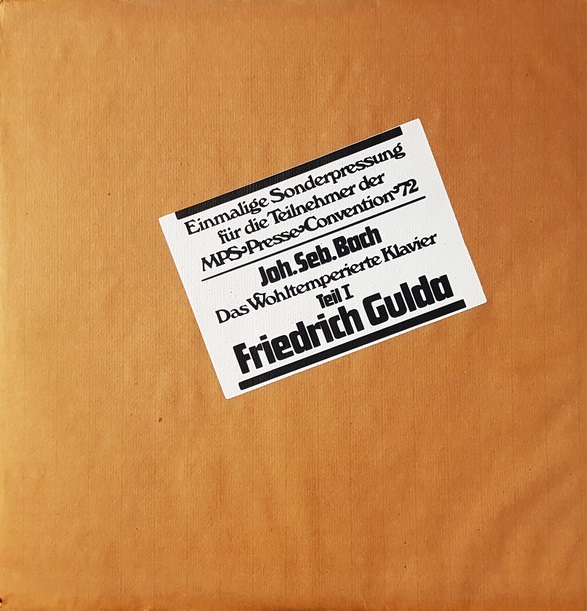 Einmalige Sonderpressung
für die Teilnehmer der
MPS-Presse-Convention '72
Joh. Seb. Bach
Das Wohltemperierte Klavier
Teil I
Friedrich Gulda